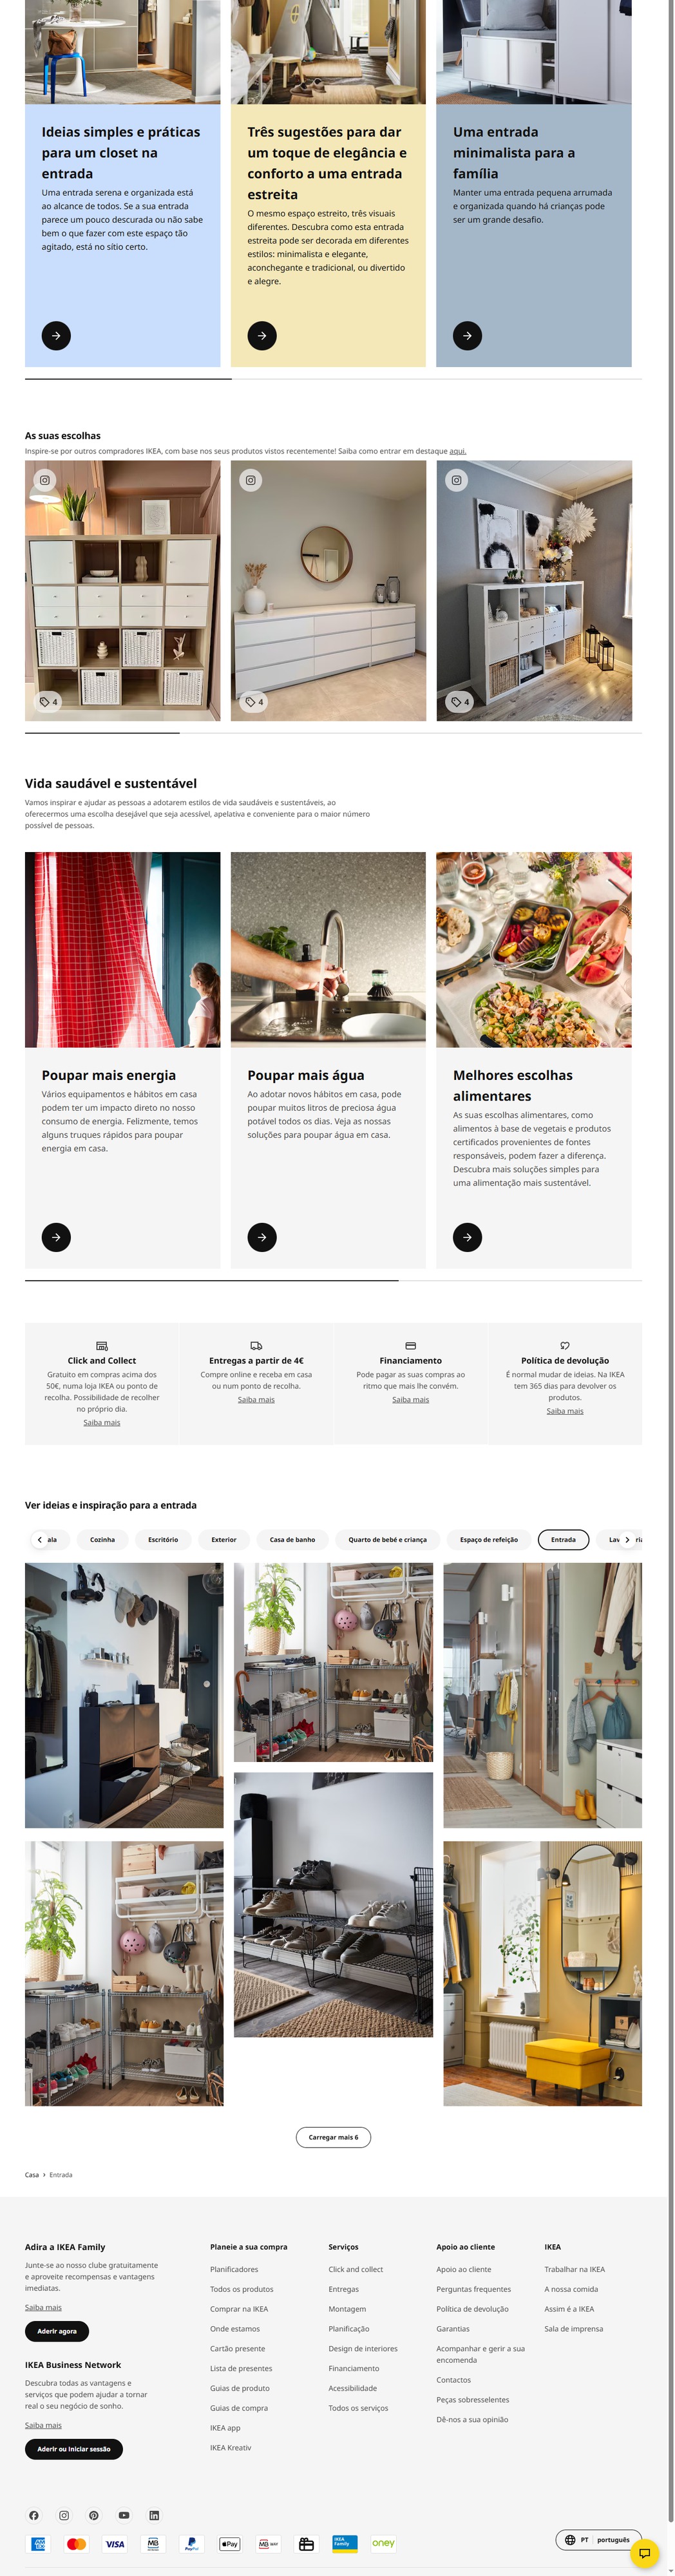 Ideias simples e práticas
para um closet na
entrada
Uma entrada serena e organizada está
ao alcance de todos. Se a sua entrada
parece um pouco descurada ou não sabe
bem o que fazer com este espaço tão
agitado, está no sítio certo.
Três sugestões para dar
um toque de elegância e
conforto a uma entrada
estreita
O mesmo espaço estreito, três visuais
diferentes. Descubra como esta entrada
estreita pode ser decorada em diferentes
estilos: minimalista e elegante,
aconchegante e tradicional, ou divertido
e alegre.
Uma entrada
minimalista para a
família
Manter uma entrada pequena arrumada
e organizada quando há crianças pode
ser um grande desafio.
As suas escolhas
Inspire-se por outros compradores IKEA, com base nos seus produtos vistos recentemente! Saiba como entrar em destaque aqui.
4
4
4
Vida saudável e sustentável
Vamos inspirar e ajudar as pessoas a adotarem estilos de vida saudáveis e sustentáveis, ao
oferecermos uma escolha desejável que seja acessível, apelativa e conveniente para o maior número
possível de pessoas.
Poupar mais energia
Vários equipamentos e hábitos em casa
podem ter um impacto direto no nosso
consumo de energia. Felizmente, temos
alguns truques rápidos para poupar
energia em casa.
Poupar mais água
Ao adotar novos hábitos em casa, pode
poupar muitos litros de preciosa água
potável todos os dias. Veja as nossas
soluções para poupar água em casa.
Melhores escolhas
alimentares
As suas escolhas alimentares, como
alimentos à base de vegetais e produtos
certificados provenientes de fontes
responsáveis, podem fazer a diferença.
Descubra mais soluções simples para
uma alimentação mais sustentável.
Click and Collect
Gratuito em compras acima dos
50€, numa loja IKEA ou ponto de
recolha. Possibilidade de recolher
no próprio dia.
Saiba mais
Entregas a partir de 4€
Compre online e receba em casa
ou num ponto de recolha.
Saiba mais
Financiamento
Pode pagar as suas compras ao
ritmo que mais lhe convém.
Saiba mais
Política de devolução
É normal mudar de ideias. Na IKEA
tem 365 dias para devolver os
produtos.
Saiba mais
Ver ideias e inspiração para a entrada
ala Cozinha Escritório Exterior Casa de banho Quarto de bebé e criança Espaço de refeição Entrada
Carregar mais 6
Casa › Entrada
Adira a IKEA Family
Junte-se ao nosso clube gratuitamente
e aproveite recompensas e vantagens
imediatas.
Saiba mais
Aderir agora
IKEA Business Network
Descubra todas as vantagens e
serviços que podem ajudar a tornar
real o seu negócio de sonho.
Saiba mais
Aderir ou iniciar sessão
Planeie a sua compra
Planificadores
Todos os produtos
Comprar na IKEA
Onde estamos
Cartão presente
Lista de presentes
Guias de produto
Guias de compra
IKEA app
IKEA Kreativ
Serviços
Click and collect
Entregas
Montagem
Planificação
Design de interiores
Financiamento
Acessibilidade
Todos os serviços
Apoio ao cliente
Apoio ao cliente
Perguntas frequentes
Política de devolução
Garantias
Acompanhar e gerir a sua
encomenda
Contactos
Peças sobresselentes
Dê-nos a sua opinião
IKEA
Trabalhar na IKEA
A nossa comida
Assim é a IKEA
Sala de imprensa
VISA
PayPal
Pay
MB WAY
IKEA
Family
oney
PT português